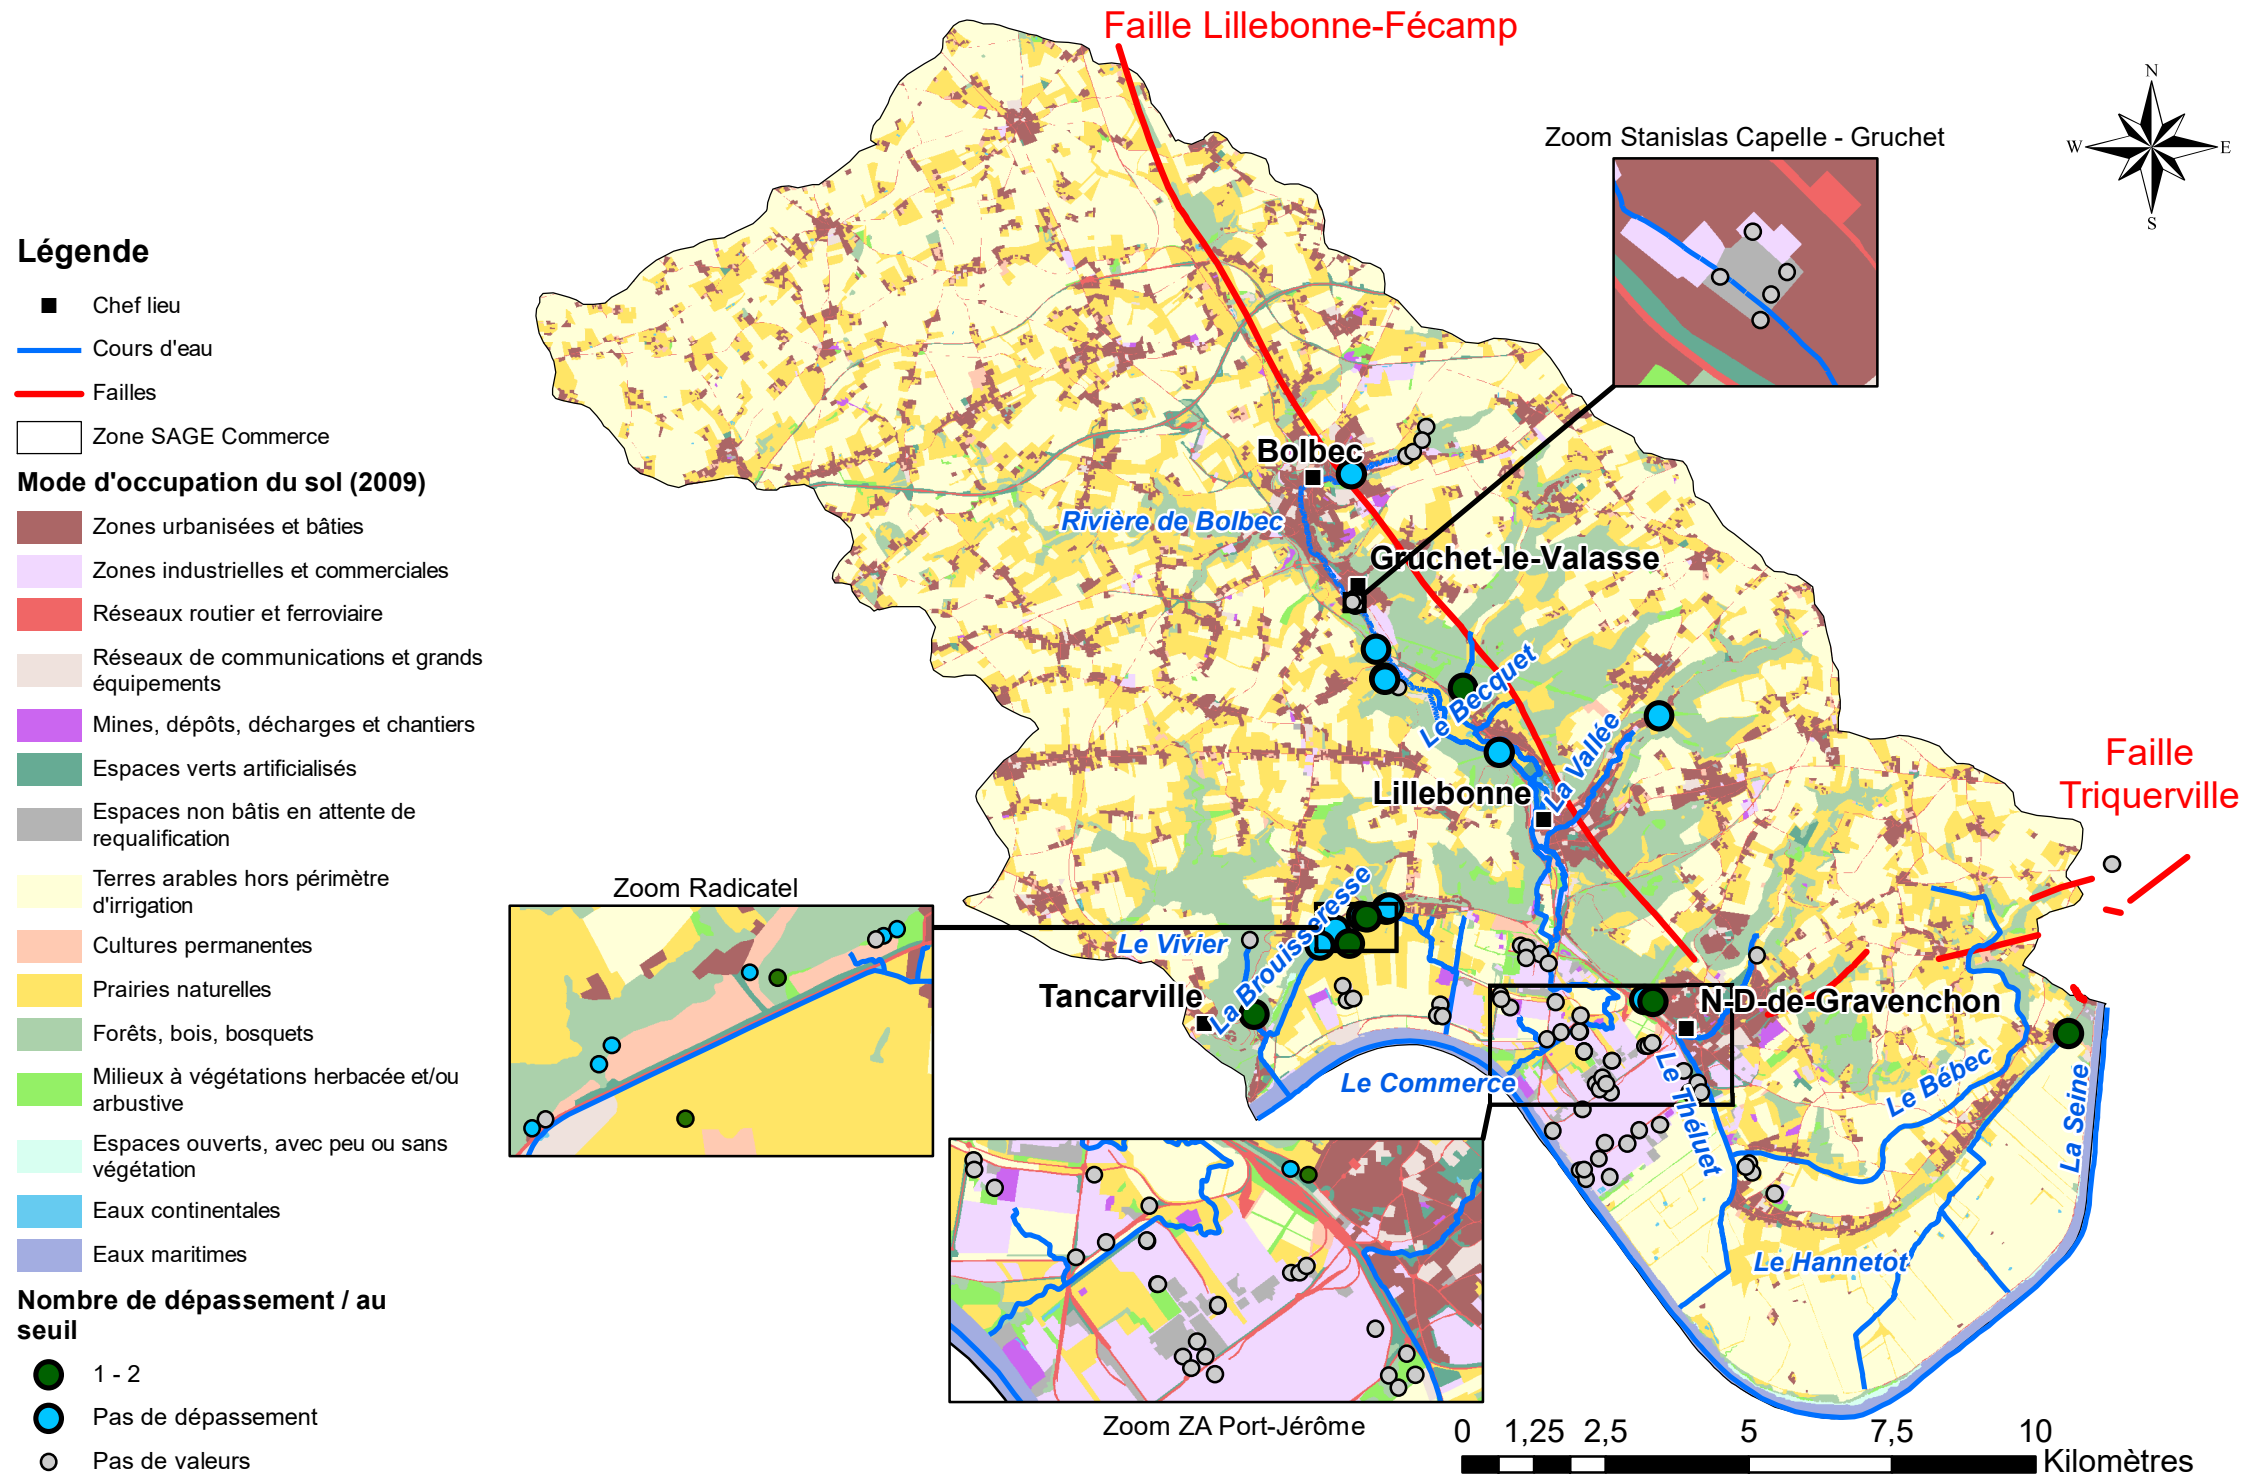 Faille Lillebonne-Fécamp
Zoom Stanislas Capelle - Gruchet
N
W
E
S
Légende
Chef lieu
Cours d'eau
Failles
Zone SAGE Commerce
Mode d'occupation du sol (2009)
Zones urbanisées et bâties
Zones industrielles et commerciales
Réseaux routier et ferroviaire
Réseaux de communications et grands
équipements
Mines, dépôts, décharges et chantiers
Espaces verts artificialisés
Espaces non bâtis en attente de
requalification
Terres arables hors périmètre
d'irrigation
Cultures permanentes
Prairies naturelles
Forêts, bois, bosquets
Milieux à végétations herbacée et/ou
arbustive
Espaces ouverts, avec peu ou sans
végétation
Eaux continentales
Eaux maritimes
Nombre de dépassement / au
seuil
1 - 2
Pas de dépassement
Pas de valeurs
Bolbec
Rivière de Bolbec
Gruchet-le-Valasse
Le Becquet
La Vallée
Lillebonne
Faille
Triquerville
Zoom Radicatel
Le Vivier
La Brouisseresse
Tancarville
N-D-de-Gravenchon
Le Commerce
Le Théluet
Le Bébec
La Seine
Le Hannetot
Zoom ZA Port-Jérôme
0 1,25 2,5 5 7,5 10
Kilomètres